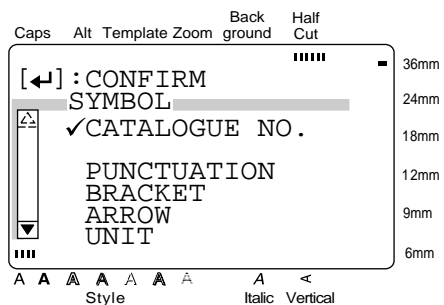 Caps Alt Template Zoom Back ground Half Cut
[↵]:CONFIRM
SYMBOL
✓CATALOGUE NO.
PUNCTUATION
BRACKET
ARROW
UNIT
36mm
24mm
18mm
12mm
9mm
6mm
A A A A A A A A A
Style Italic Vertical